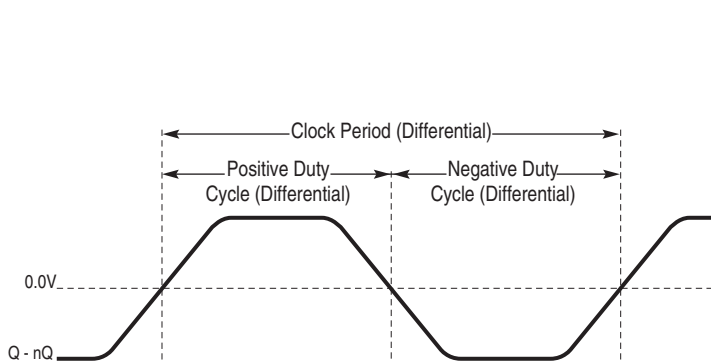 Clock Period (Differential)
Positive Duty
Cycle (Differential)
Negative Duty
Cycle (Differential)
0.0V
Q - nQ